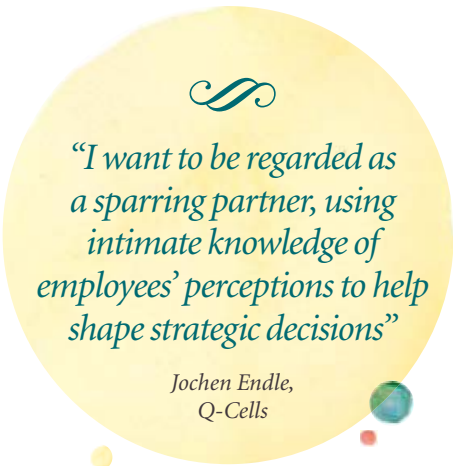 “I want to be regarded as
a sparring partner, using
intimate knowledge of
employees’ perceptions to help
shape strategic decisions”
Jochen Endle,
Q-Cells